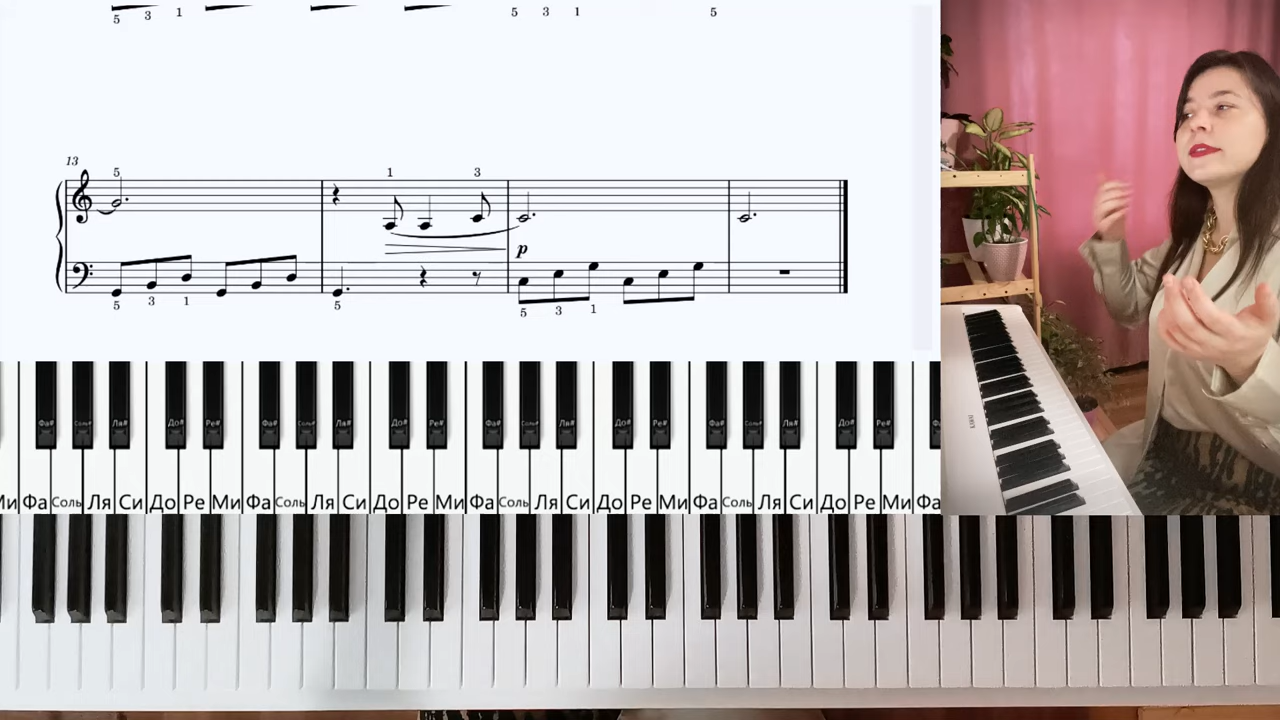 5 3 1 5 3 1 5
13
5 1 3
p
5 3 1 5 5 3 1
Фа# Соль# Ля# До# Ре# Фа# Соль# Ля# До# Ре# Фа# Соль# Ля# До# Ре# Фа# Соль# Ля# До# Ре#
Ми Фа Соль Ля Си До Ре Ми Фа Соль Ля Си До Ре Ми Фа Соль Ля Си До Ре Ми Фа Соль Ля Си До Ре Ми Фа